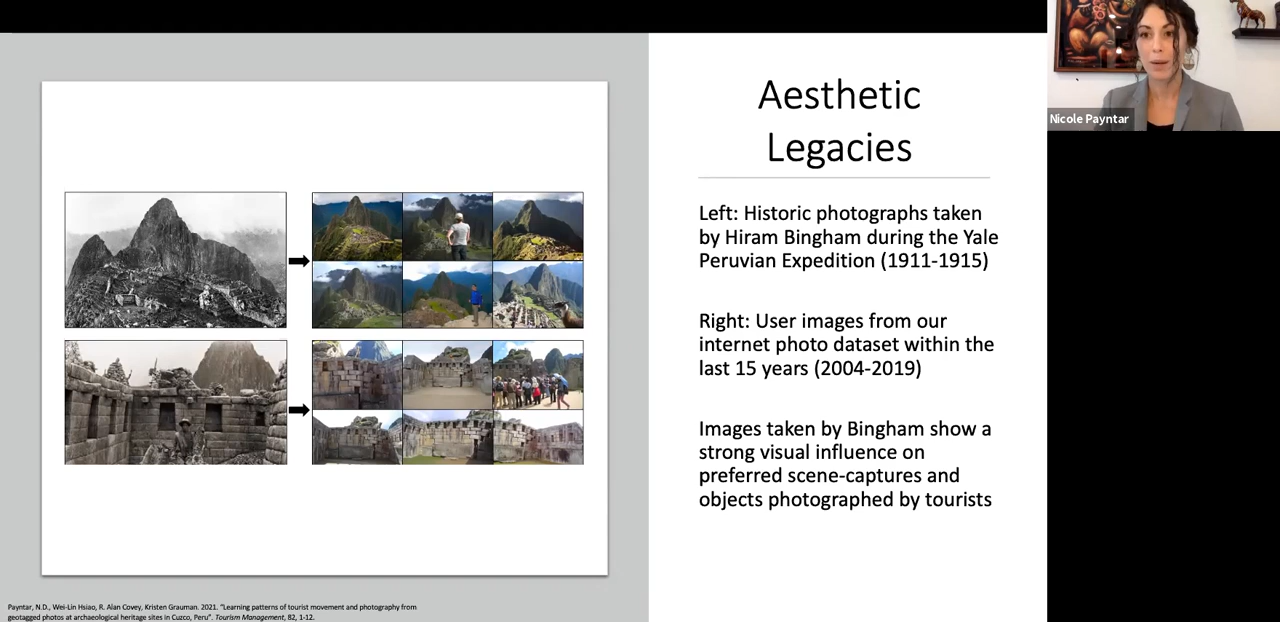 Aesthetic
Legacies
Left: Historic photographs taken
by Hiram Bingham during the Yale
Peruvian Expedition (1911-1915)
Right: User images from our
internet photo dataset within the
last 15 years (2004-2019)
Images taken by Bingham show a
strong visual influence on
preferred scene-captures and
objects photographed by tourists
Nicole Payntar
Payntar, N.D., Wei-Lin Hsiao, R. Alan Covey, Kristen Grauman. 2021. “Learning patterns of tourist movement and photography from
geotagged photos at archaeological heritage sites in Cuzco, Peru”. Tourism Management, 82, 1-12.